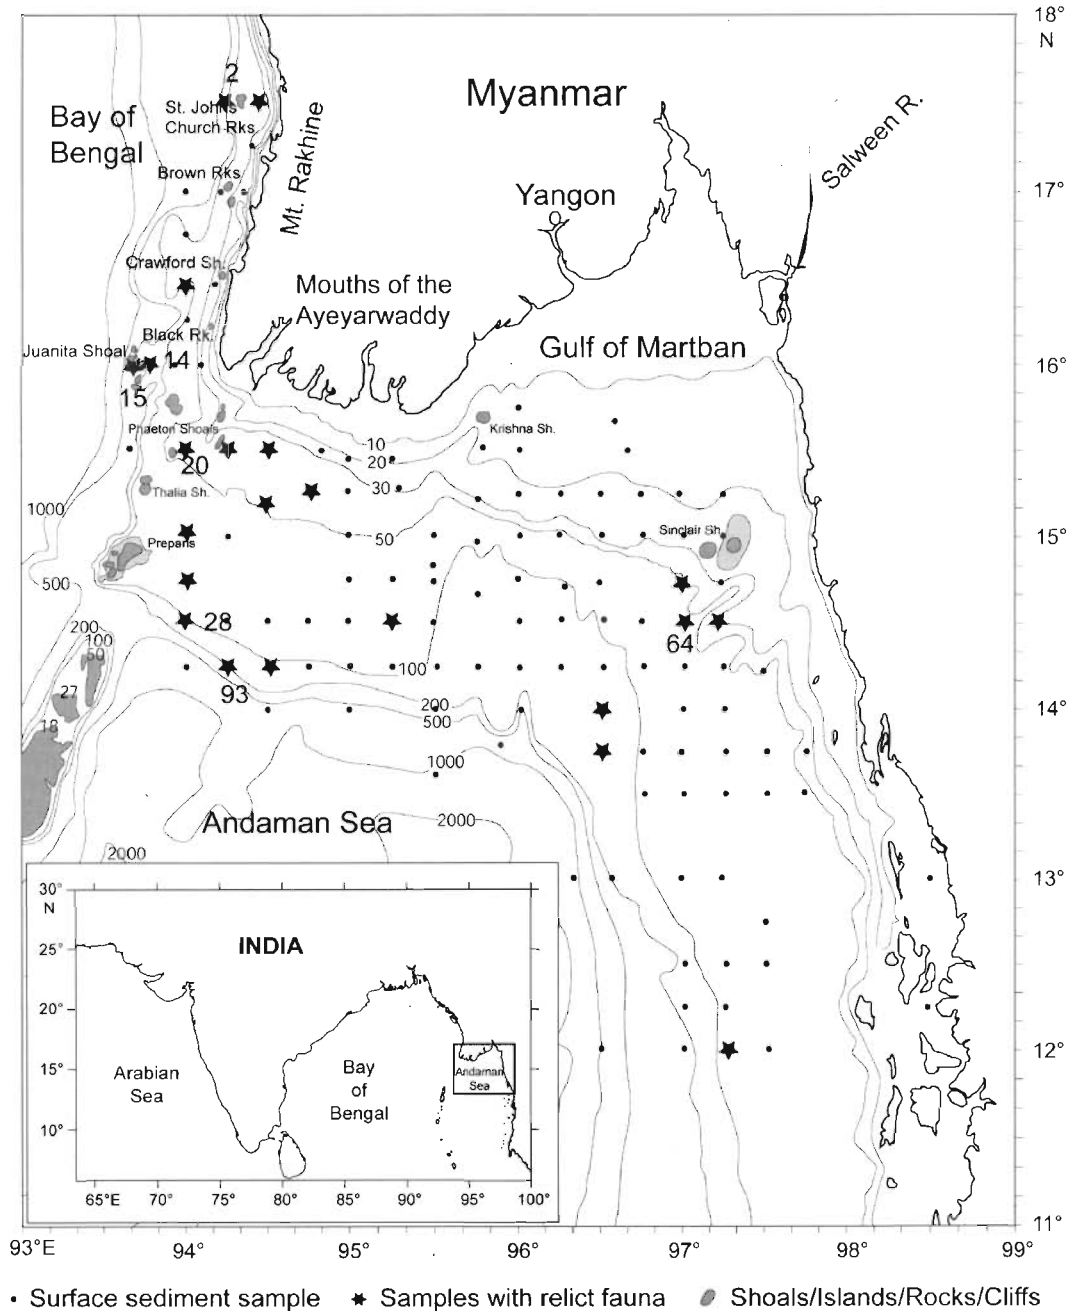 18°
N
2
Myanmar
Bay of
Bengal
St. Johns
Church Rks
Mt. Rakhine
Salween R.
Brown Rks
Yangon
17°
Crawford Sh.
Mouths of the
Ayeyarwaddy
Black Rk.
Juanita Shoal
14
Gulf of Martban
16°
15
Phaeton Shoals
Krishna Sh.
10
20
20
Thalia Sh.
30
1000
50
Sinclair Sh.
15°
Prepans
500
28
64
200
100
50
100
93
27
200
14°
18
500
1000
Andaman Sea
2000
2000
13°
30°
N
INDIA
25°
20°
15°
Arabian
Sea
Bay
of
Bengal
Andaman
Sea
12°
10°
65°E
70°
75°
80°
85°
90°
95°
100°
11°
93°E
94°
95°
96°
97°
98°
99°
Surface sediment sample
Samples with relict fauna
Shoals/Islands/Rocks/Cliffs